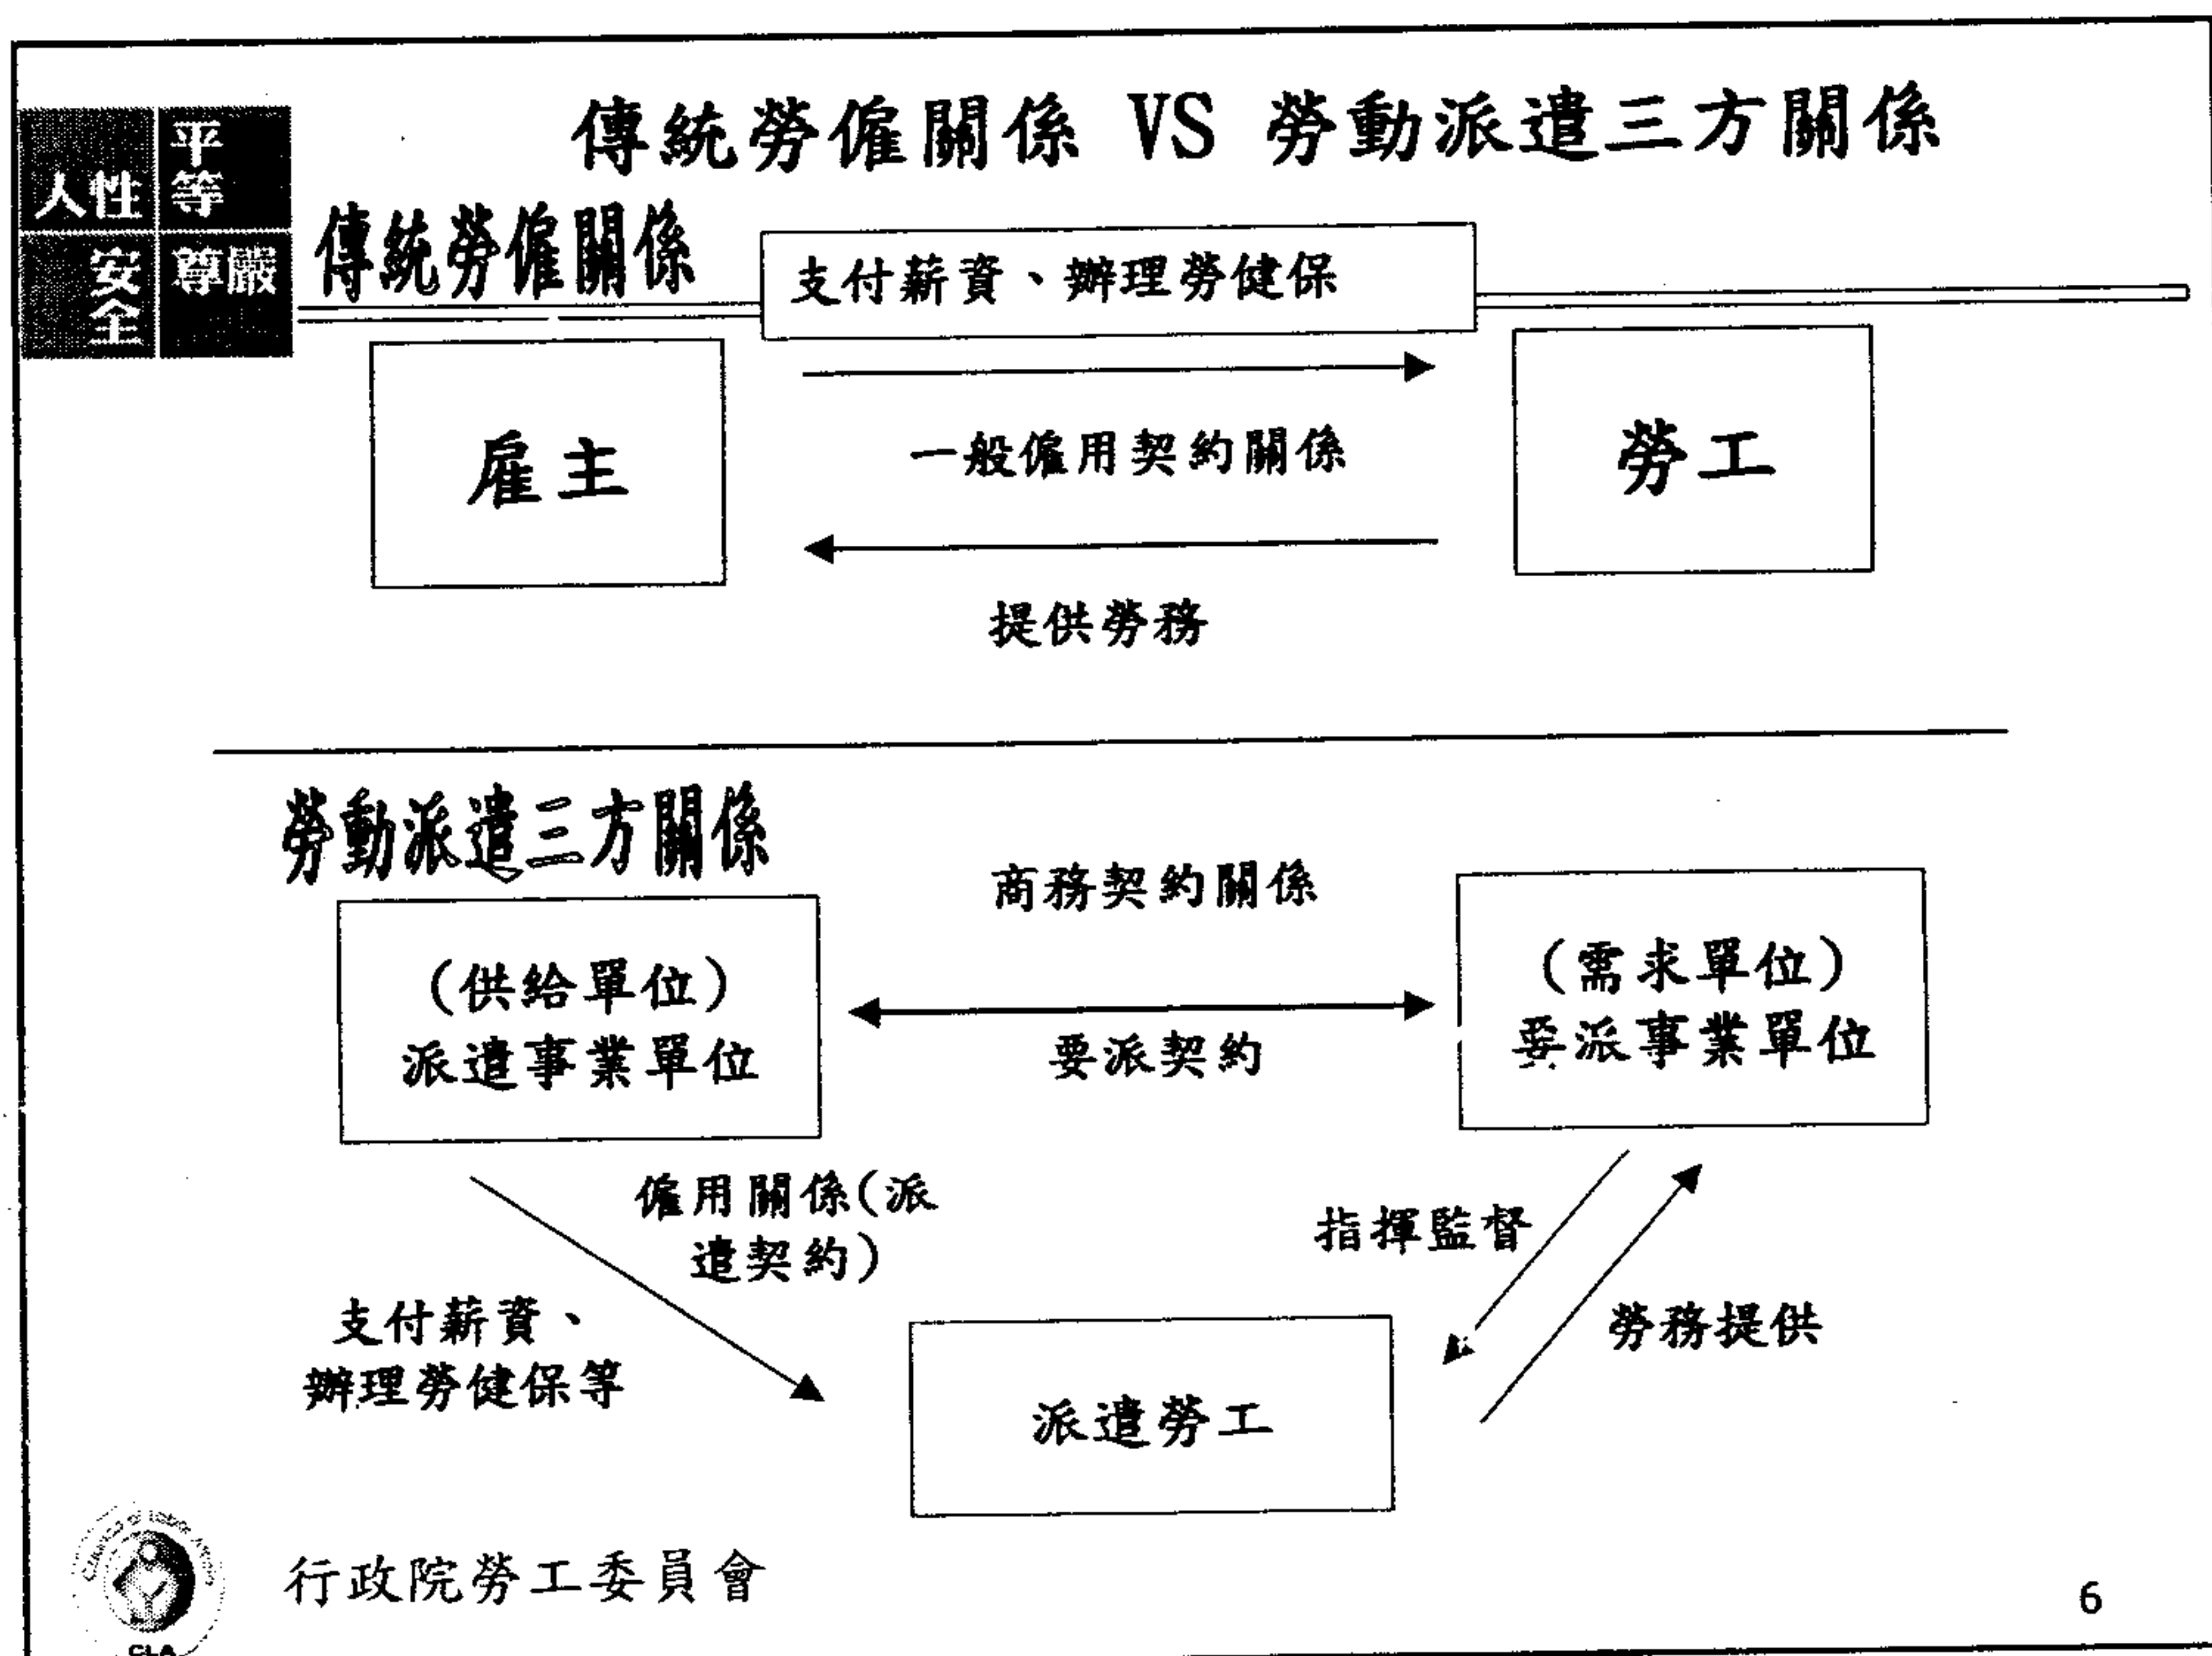 傳統勞僱關係 VS 勞動派遣三方關係
人性
平等
安全
尊嚴
傳統勞僱關係
支付薪資、辦理勞健保
雇主
一般僱用契約關係
勞工
提供勞務
勞動派遣三方關係
商務契約關係
(供給單位)
派遣事業單位
要派契約
(需求單位)
要派事業單位
僱用關係(派
遣契約)
指揮監督
支付薪資、
辦理勞健保等
勞務提供
派遣勞工
行政院勞工委員會
CLA
6